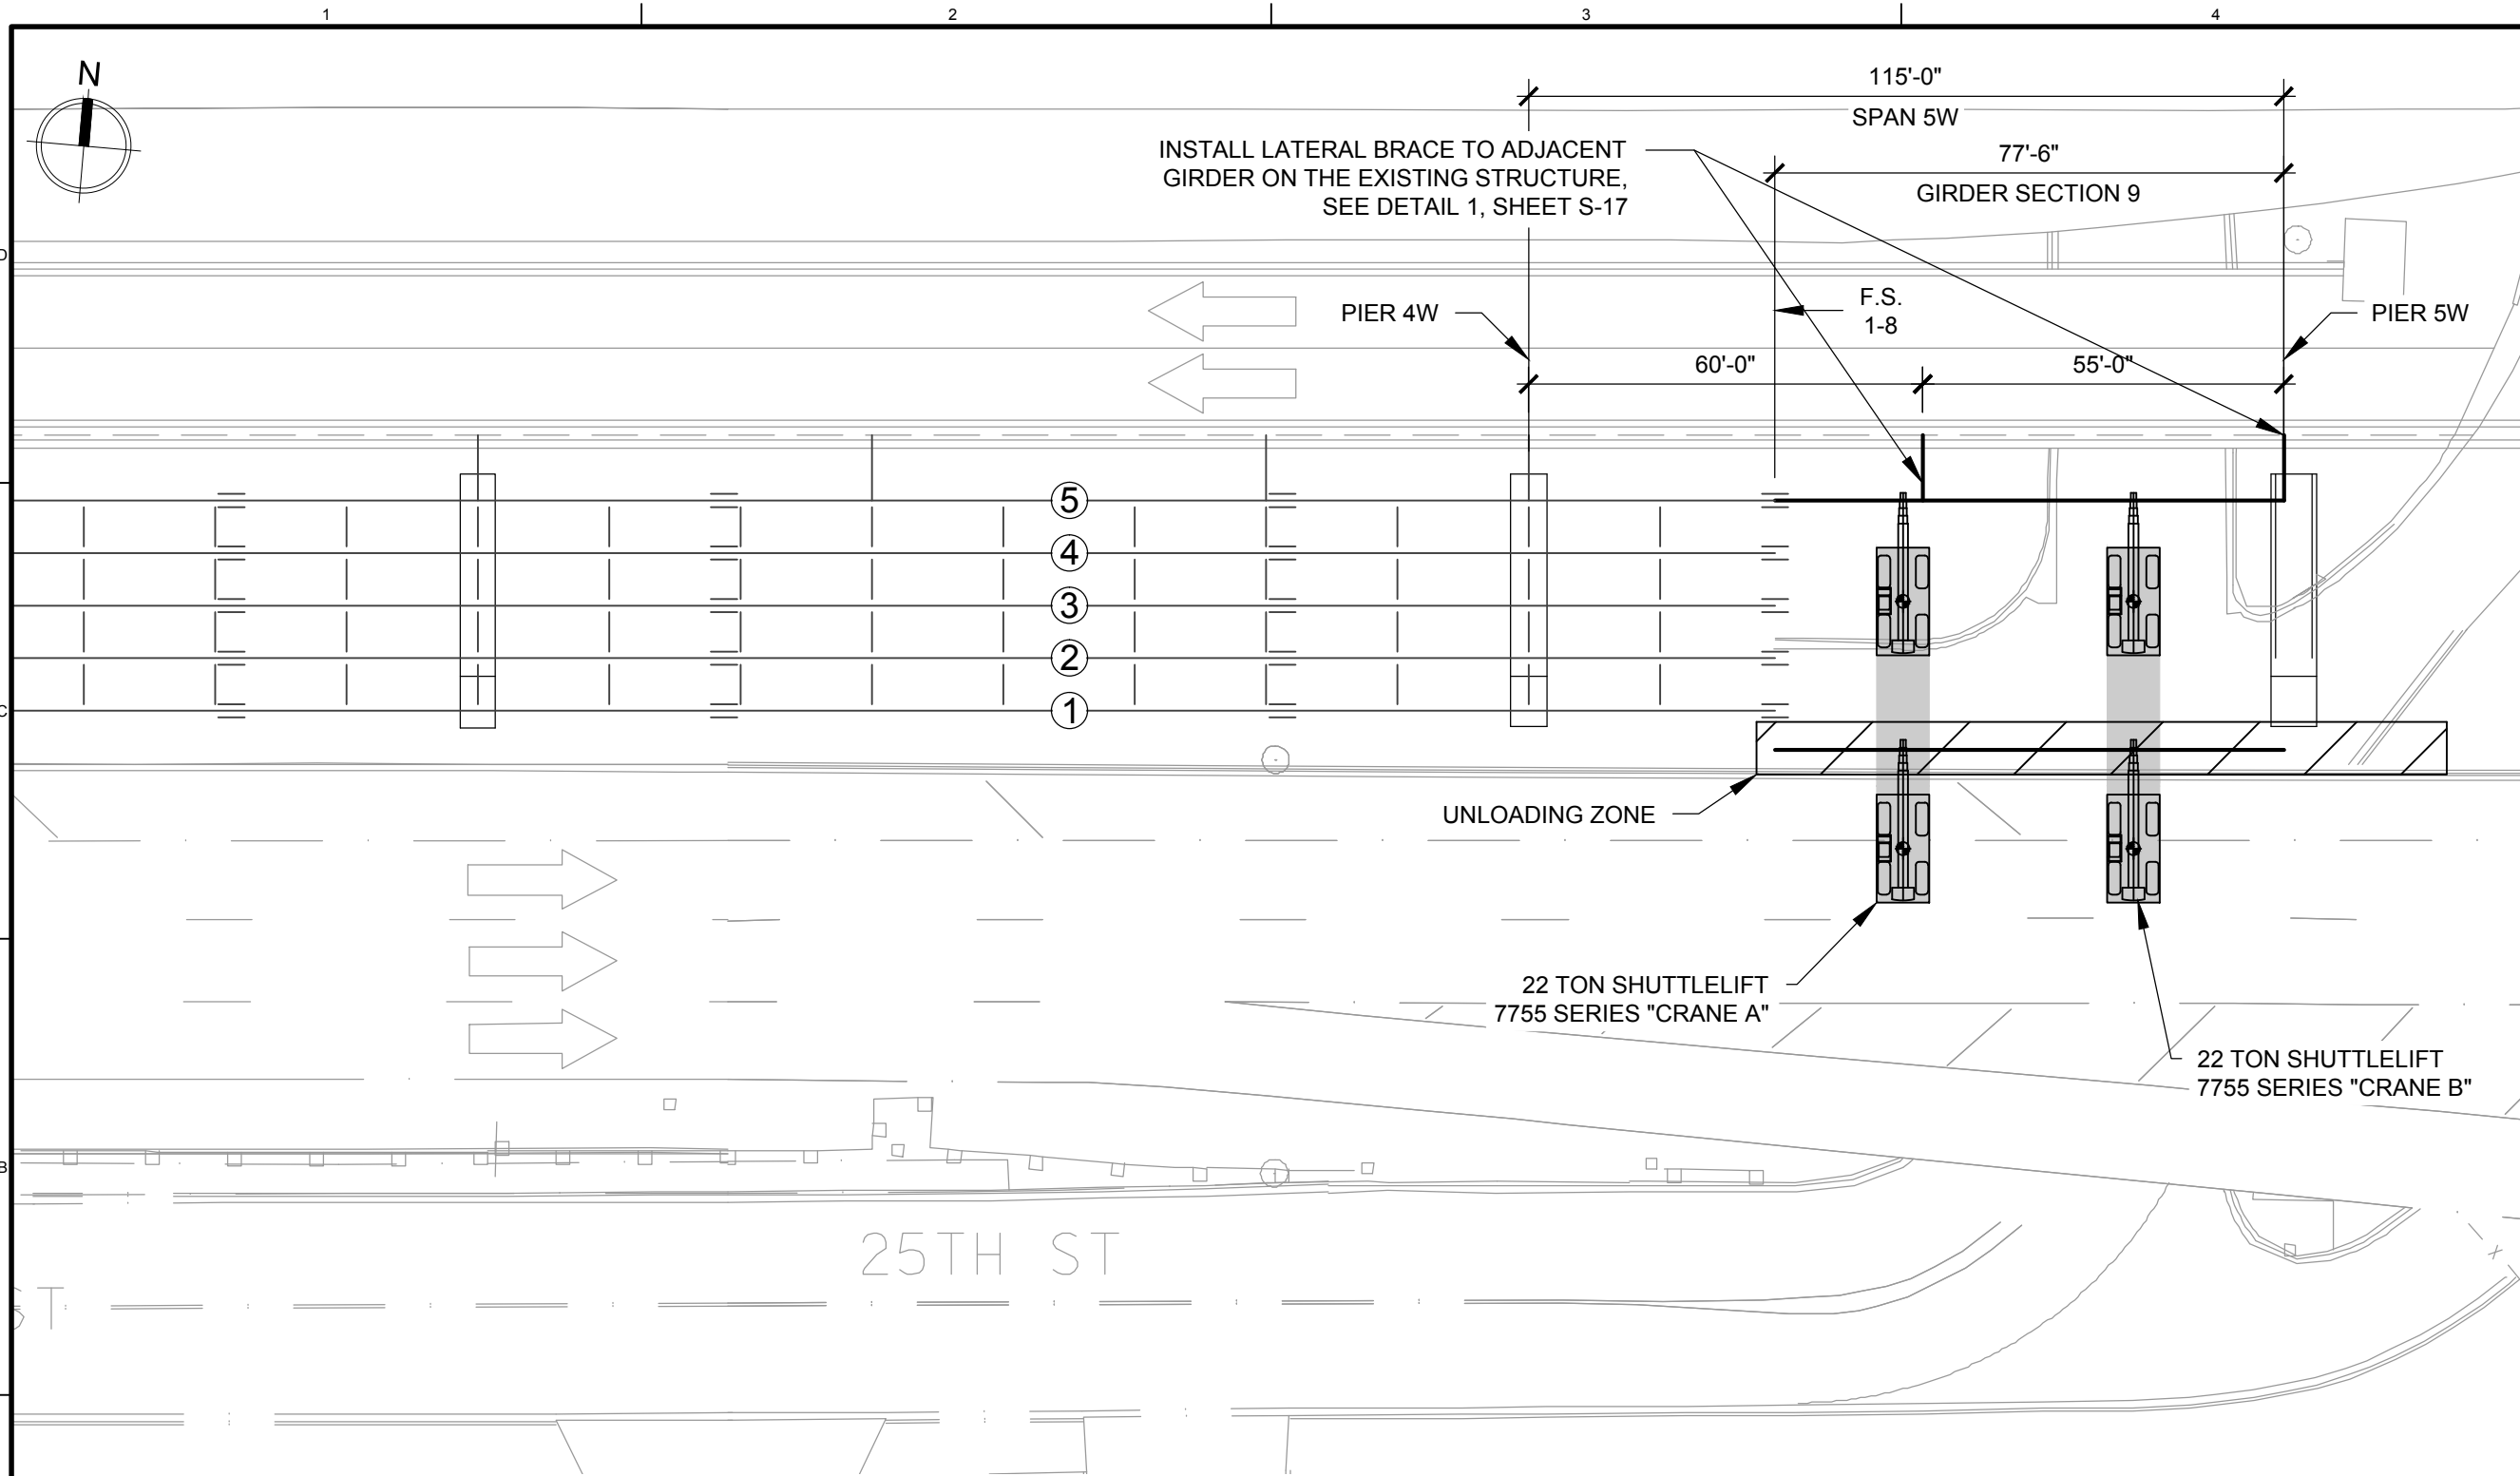 1
2
3
4
N
115'-0"
SPAN 5W
INSTALL LATERAL BRACE TO ADJACENT
GIRDER ON THE EXISTING STRUCTURE,
SEE DETAIL 1, SHEET S-17
77'-6"
GIRDER SECTION 9
D
PIER 4W
F.S.
1-8
PIER 5W
60'-0"
55'-0"
5
4
3
2
1
C
UNLOADING ZONE
22 TON SHUTTLELIFT
7755 SERIES "CRANE A"
22 TON SHUTTLELIFT
7755 SERIES "CRANE B"
B
25TH ST
ST